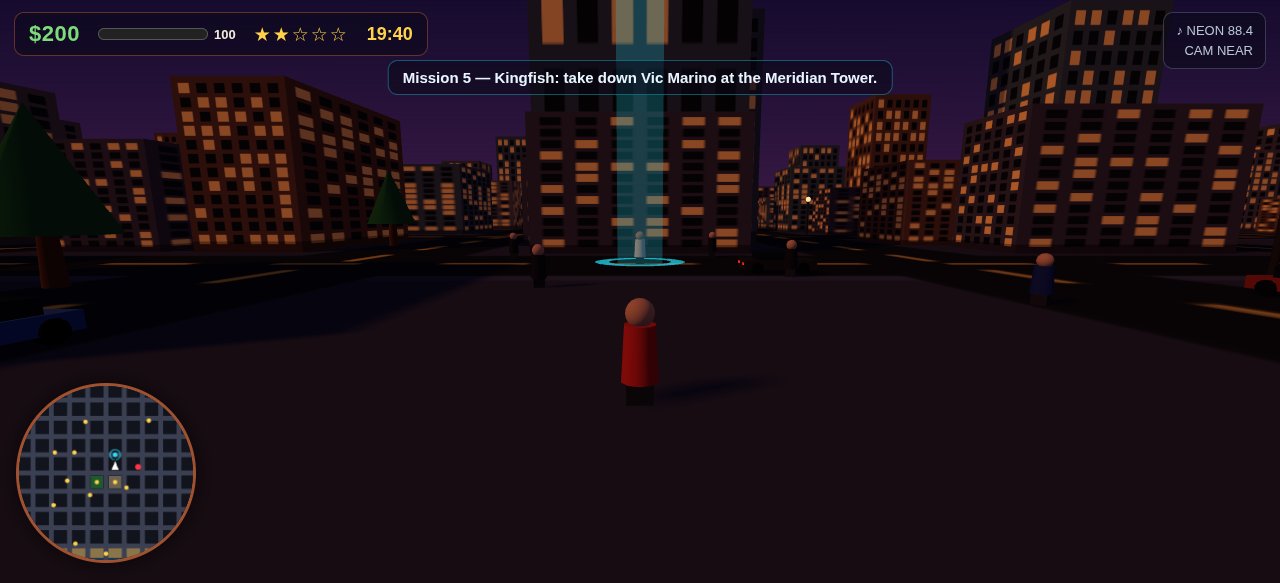 $200 100 ★★☆☆☆ 19:40
♪ NEON 88.4
CAM NEAR
Mission 5 — Kingfish: take down Vic Marino at the Meridian Tower.